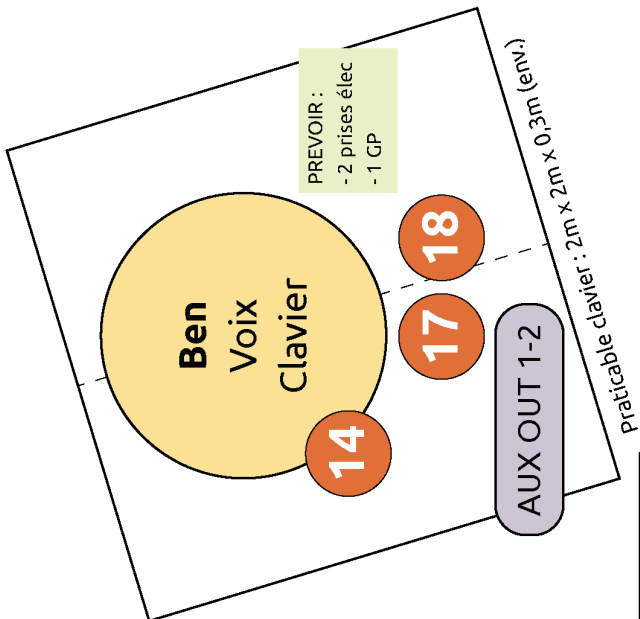 PREVOIR :
- 2 prises élec
- 1 GP
Ben
Voix
Clavier
14
17
18
AUX OUT 1-2
Praticable clavier : 2m x 2m x 0,3m (env.)